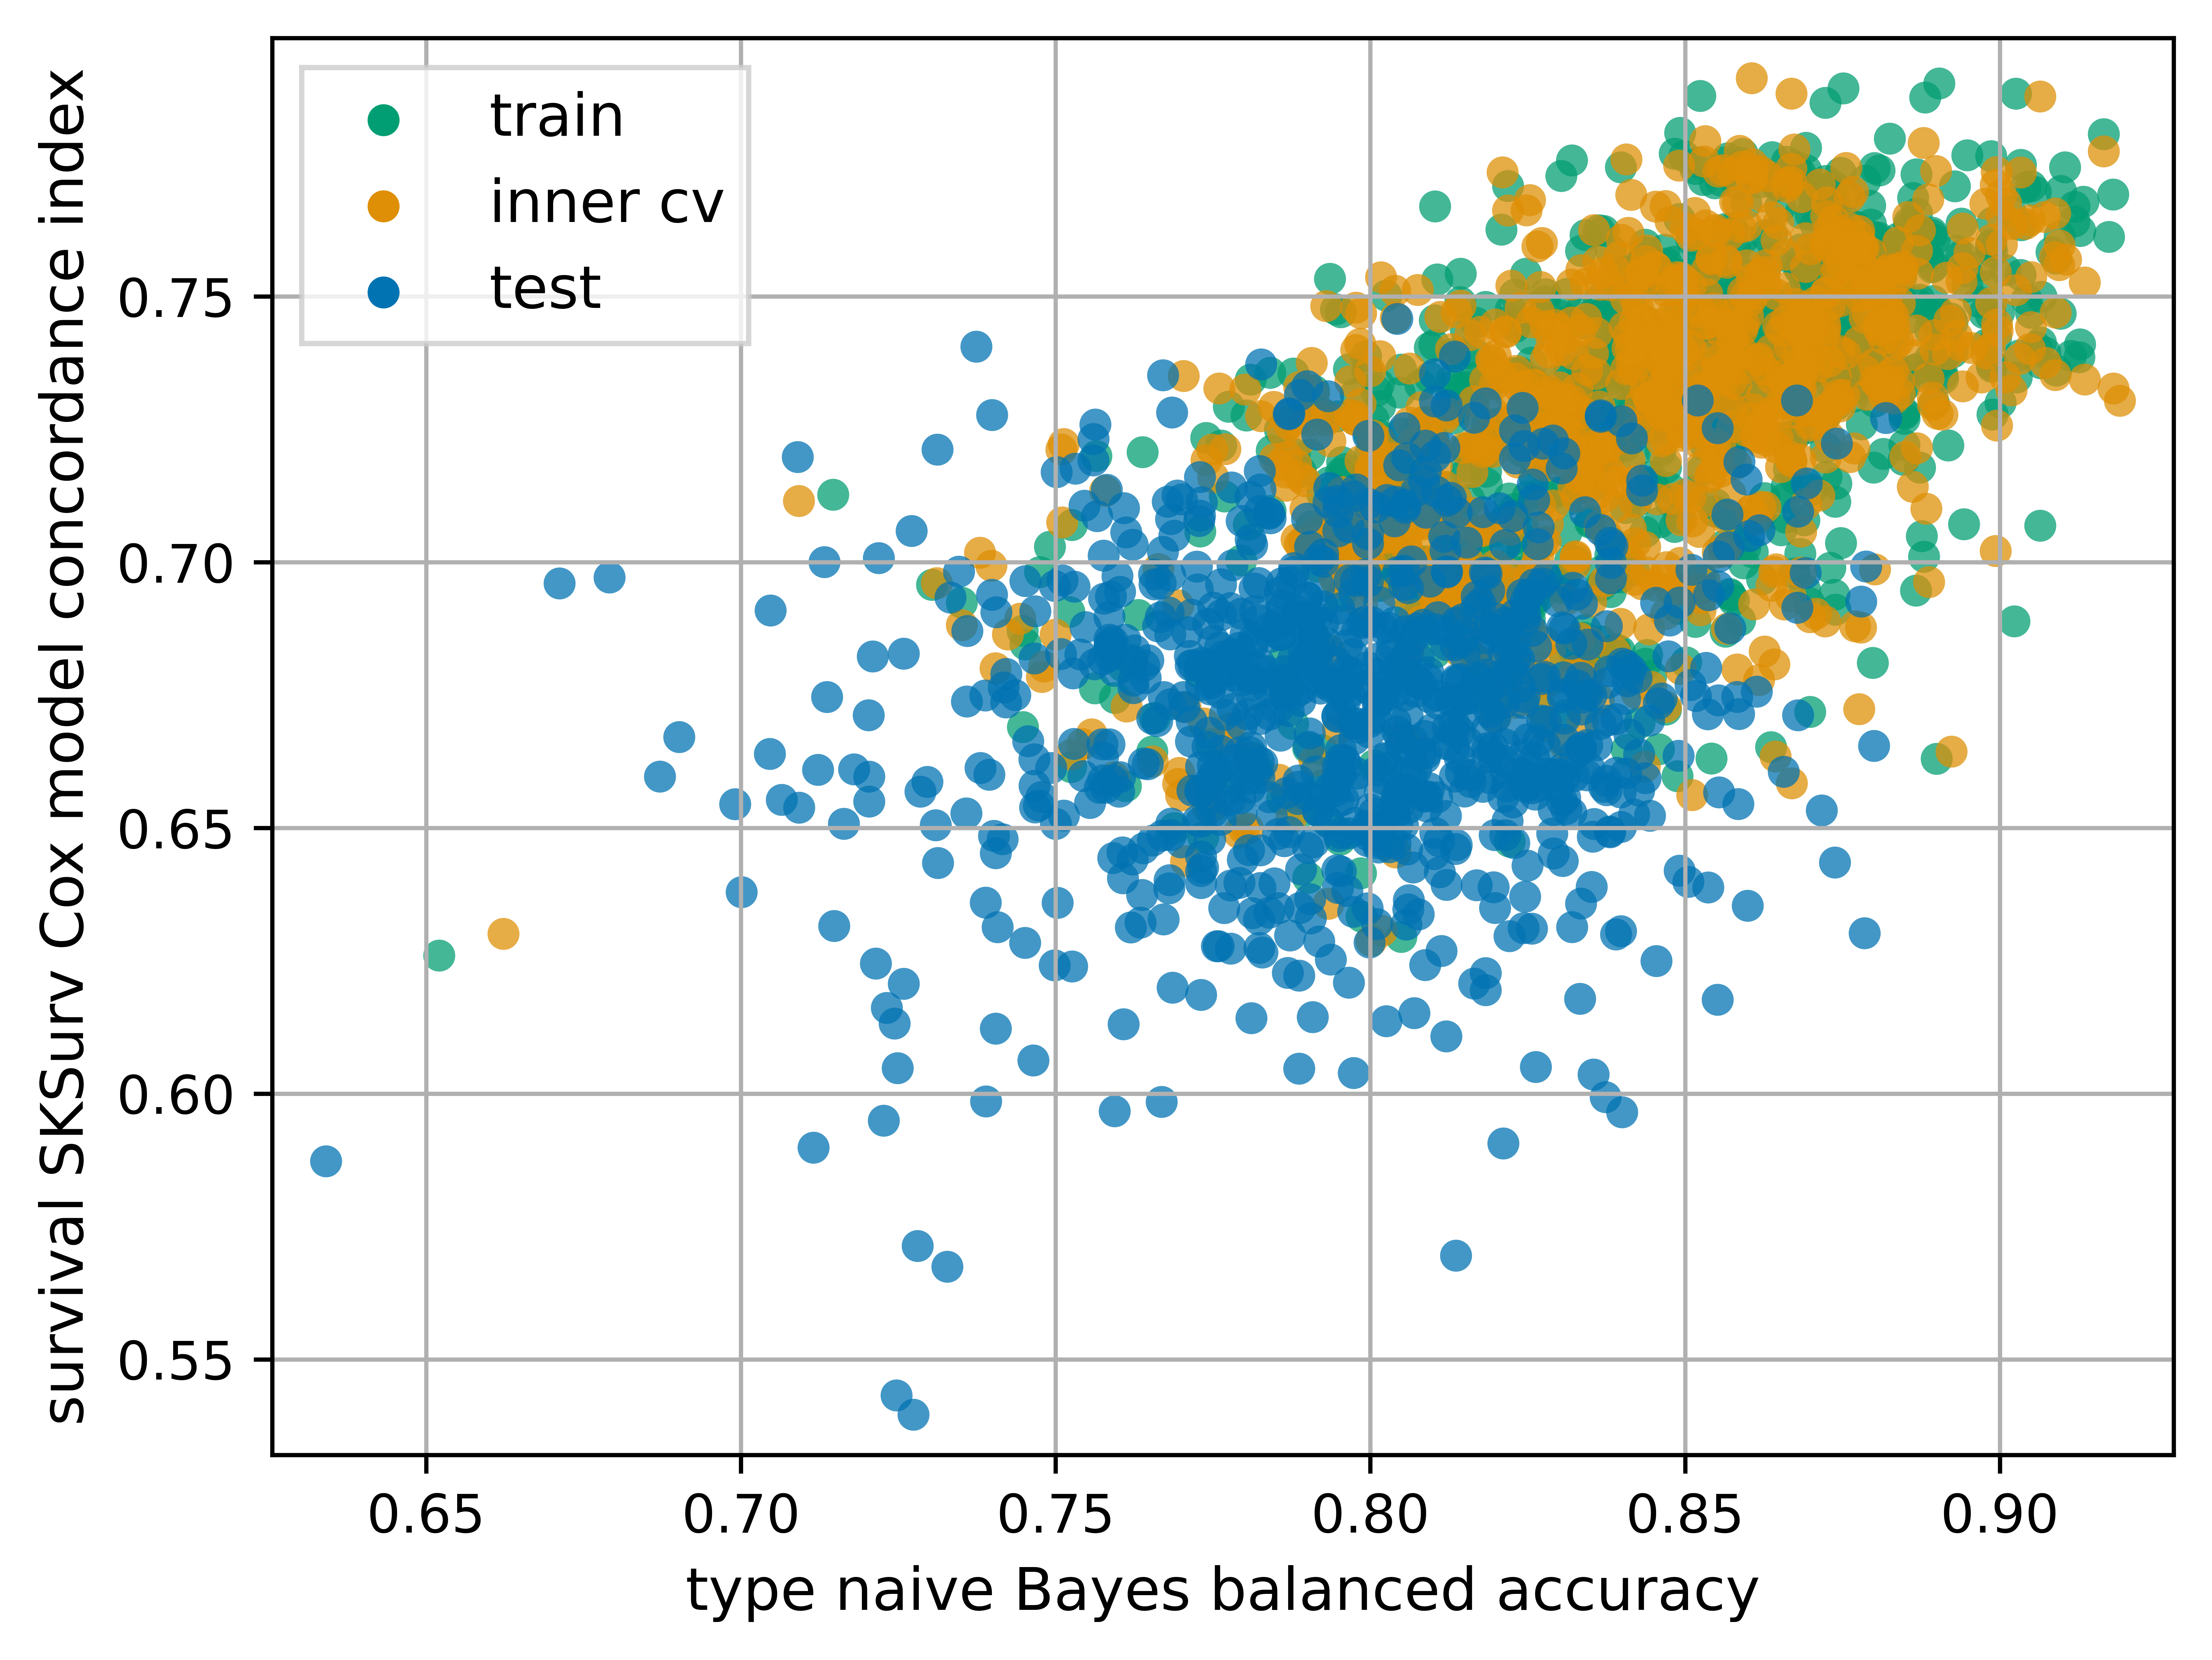 train
inner cv
test
survival SKSurv Cox model concordance index
0.75
0.70
0.65
0.60
0.55
0.65 0.70 0.75 0.80 0.85 0.90
type naive Bayes balanced accuracy